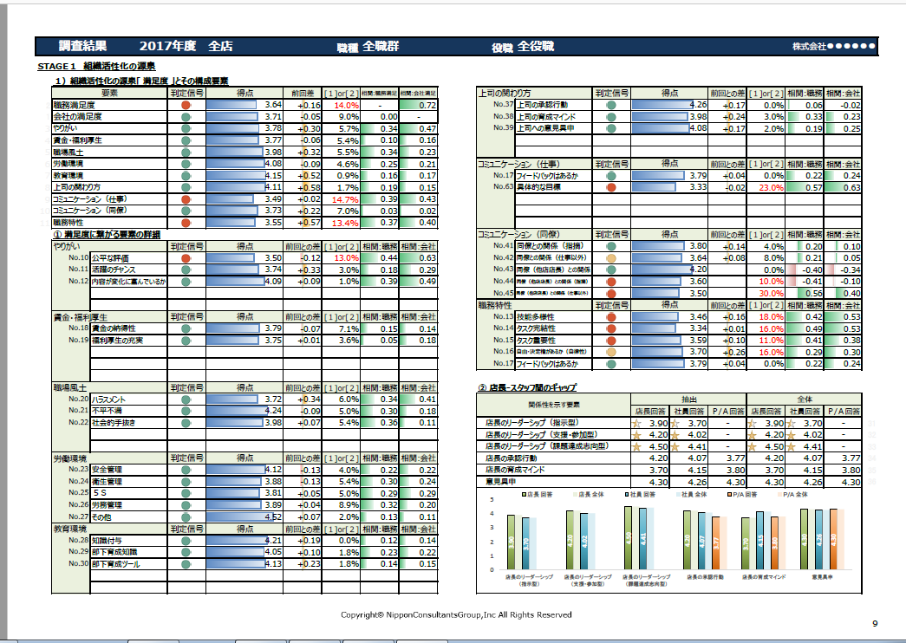 調査結果 2017年度 全店 職種 全職群 役職 全役職 株式会社●●●●●●
STAGE１ 組織活性化の源泉
１）組織活性化の源泉「満足度」とその構成要素
要素 判定信号 得点 前回差 [１]or[２] 相関:職務満足 相関:会社満足
職務満足度 3.64 +0.16 14.0% - 0.72
会社の満足度 3.71 -0.05 9.0% 0.00 -
やりがい 3.78 +0.30 5.7% 0.34 0.47
賃金・福利厚生 3.77 -0.06 5.4% 0.10 0.16
職場風土 3.98 +0.32 5.5% 0.34 0.23
労働環境 4.08 -0.09 4.6% 0.25 0.21
教育環境 4.15 +0.52 0.9% 0.16 0.17
上司の関わり方 4.11 +0.58 1.7% 0.19 0.15
コミュニケーション（仕事） 3.49 +0.02 14.7% 0.39 0.43
コミュニケーション（同僚） 3.73 +0.22 7.0% 0.03 0.02
職務特性 3.55 +0.57 13.4% 0.37 0.40
① 満足度に繋がる要素の詳細
やりがい 判定信号 得点 前回との差 [１]or[２] 相関:職務 相関:会社
No.10 公平な評価 3.50 -0.12 13.0% 0.44 0.63
No.11 活躍のチャンス 3.74 +0.33 3.0% 0.18 0.29
No.12 内容が変化に富んでいるか 4.09 +0.09 1.0% 0.39 0.49
賃金・福利厚生 判定信号 得点 前回との差 [１]or[２] 相関:職務 相関:会社
No.18 賃金の納得性 3.79 -0.07 7.1% 0.15 0.14
No.19 福利厚生の充実 3.75 +0.01 3.6% 0.05 0.18
職場風土 判定信号 得点 前回との差 [１]or[２] 相関:職務 相関:会社
No.20 ハラスメント 3.72 +0.34 6.0% 0.34 0.41
No.21 不平不満 4.24 -0.09 5.0% 0.30 0.18
No.22 社会的手抜き 3.98 +0.07 5.4% 0.36 0.11
労働環境 判定信号 得点 前回との差 [１]or[２] 相関:職務 相関:会社
No.23 安全管理 4.12 -0.13 4.0% 0.22 0.22
No.24 衛生管理 3.88 -0.13 5.4% 0.30 0.24
No.25 ５Ｓ 3.81 +0.05 5.0% 0.29 0.29
No.26 労務管理 3.89 +0.04 8.9% 0.32 0.20
No.27 その他 4.52 +0.07 2.0% 0.13 0.11
教育環境 判定信号 得点 前回との差 [１]or[２] 相関:職務 相関:会社
No.28 知識付与 4.21 +0.19 0.0% 0.12 0.14
No.29 部下育成知識 4.05 +0.10 1.8% 0.23 0.22
No.30 部下育成ツール 4.13 +0.23 1.8% 0.14 0.15
上司の関わり方 判定信号 得点 前回との差 [１]or[２] 相関:職務 相関:会社
No.37 上司の承認行動 4.26 +0.17 0.0% 0.06 -0.02
No.38 上司の育成マインド 3.98 +0.24 3.0% 0.33 0.23
No.39 上司への意見具申 4.08 +0.17 2.0% 0.19 0.25
コミュニケーション（仕事） 判定信号 得点 前回との差 [１]or[２] 相関:職務 相関:会社
No.17 フィードバックはあるか 3.79 +0.04 0.0% 0.22 0.24
No.63 具体的な目標 3.33 -0.02 23.0% 0.57 0.63
コミュニケーション（同僚） 判定信号 得点 前回との差 [１]or[２] 相関:職務 相関:会社
No.41 同僚との関係（指摘） 3.80 +0.14 4.0% 0.20 0.10
No.42 同僚との関係（仕事以外） 3.64 +0.08 8.0% 0.21 0.05
No.43 同僚（他店店長）との関係 4.20 0.0% -0.40 -0.34
No.44 同僚（他店店長）との関係（指摘） 3.60 10.0% -0.41 -0.10
No.45 同僚（他店店長）との関係（仕事以外） 3.50 30.0% 0.56 0.40
職務特性 判定信号 得点 前回との差 [１]or[２] 相関:職務 相関:会社
No.13 技能多様性 3.46 +0.16 18.0% 0.42 0.53
No.14 タスク完結性 3.34 +0.01 16.0% 0.49 0.53
No.15 タスク重要性 3.59 +0.10 11.0% 0.41 0.38
No.16 自由・決定権があるか（自律性） 3.70 +0.26 16.0% 0.29 0.30
No.17 フィードバックはあるか 3.79 +0.04 0.0% 0.22 0.24
② 店長-スタッフ間のギャップ
関係性を示す要素 抽出 全体
店長回答 社員回答 P/A回答 店長回答 社員回答 P/A回答
店長のリーダーシップ（指示型） 3.90 3.70 - 3.90 3.70 -
店長のリーダーシップ（支援・参加型） 4.20 4.02 - 4.20 4.02 -
店長のリーダーシップ（課題達成志向型） 4.50 4.41 - 4.50 4.41 -
店長の承認行動 4.20 4.07 3.77 4.20 4.07 3.77
店長の育成マインド 3.70 4.15 3.80 3.70 4.15 3.80
意見具申 4.30 4.26 4.30 4.30 4.26 4.30
店長 回答 店長 全体 社員 回答 社員 全体 P/A 回答 P/A 全体
5
4
3
2
1
0
3.90 3.70 4.20 4.02 4.50 4.41 4.20 4.07 3.77 3.70 4.15 3.80 4.30 4.26 4.30
店長のリーダーシップ（指示型） 店長のリーダーシップ（支援・参加型） 店長のリーダーシップ（課題達成志向型） 店長の承認行動 店長の育成マインド 意見具申
Copyright® NipponConsultantsGroup,Inc All Rights Reserved
9